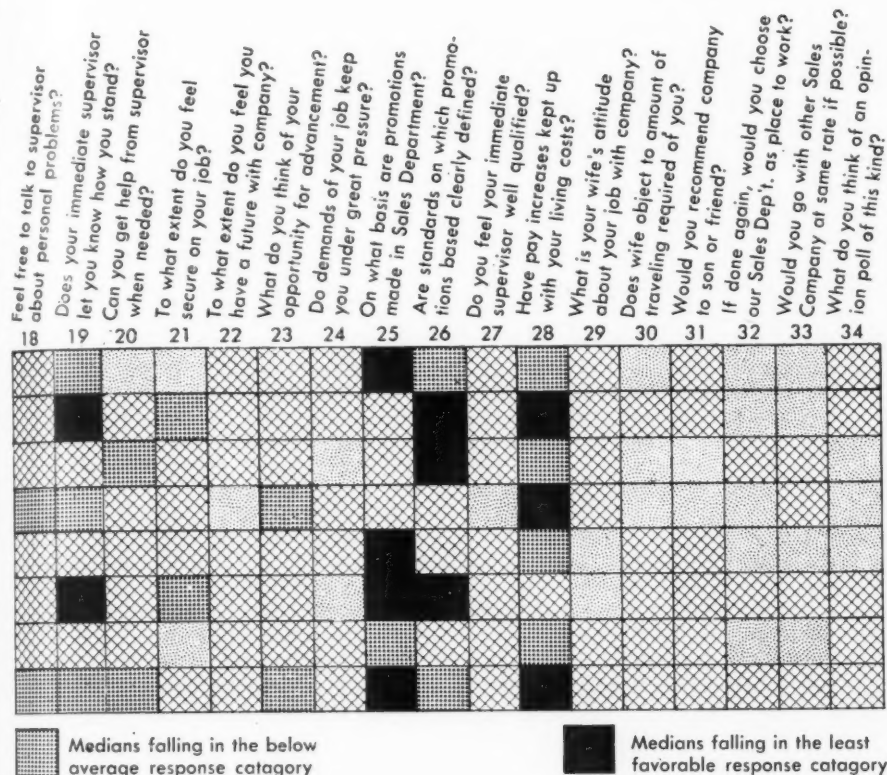 Feel free to talk to supervisor
about personal problems?
Does your immediate supervisor
let you know how you stand?
Can you get help from supervisor
when needed?
To what extent do you feel
secure on your job?
To what extent do you feel you
have a future with company?
What do you think of your
opportunity for advancement?
Do demands of your job keep
you under great pressure?
On what basis are promotions
made in Sales Department?
Are standards on which promo-
tions based clearly defined?
Do you feel your immediate
supervisor well qualified?
Have pay increases kept up
with your living costs?
What is your wife's attitude
about your job with company?
Does wife object to amount of
traveling required of you?
Would you recommend company
to son or friend?
If done again, would you choose
our Sales Dep't. as place to work?
Would you go with other Sales
Company at same rate if possible?
What do you think of an opin-
ion poll of this kind?
18 19 20 21 22 23 24 25 26 27 28 29 30 31 32 33 34
Medians falling in the below
average response catagory
Medians falling in the least
favorable response catagory